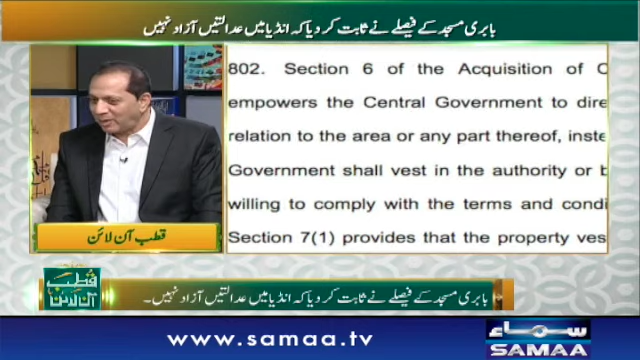 بابری مسجد کے فیصلے نے ثابت کر دیا کہ انڈیا میں عدالتیں آزاد نہیں
802. Section 6 of the Acquisition of C
empowers the Central Government to dire
relation to the area or any part thereof, inste
Government shall vest in the authority or b
willing to comply with the terms and condi
Section 7(1) provides that the property ves
قطب آن لائن
قطب
آن لائن
بابری مسجد کے فیصلے نے ثابت کر دیا کہ انڈیا میں عدالتیں آزاد نہیں۔
www.samaa.tv
سماء
SAMAA